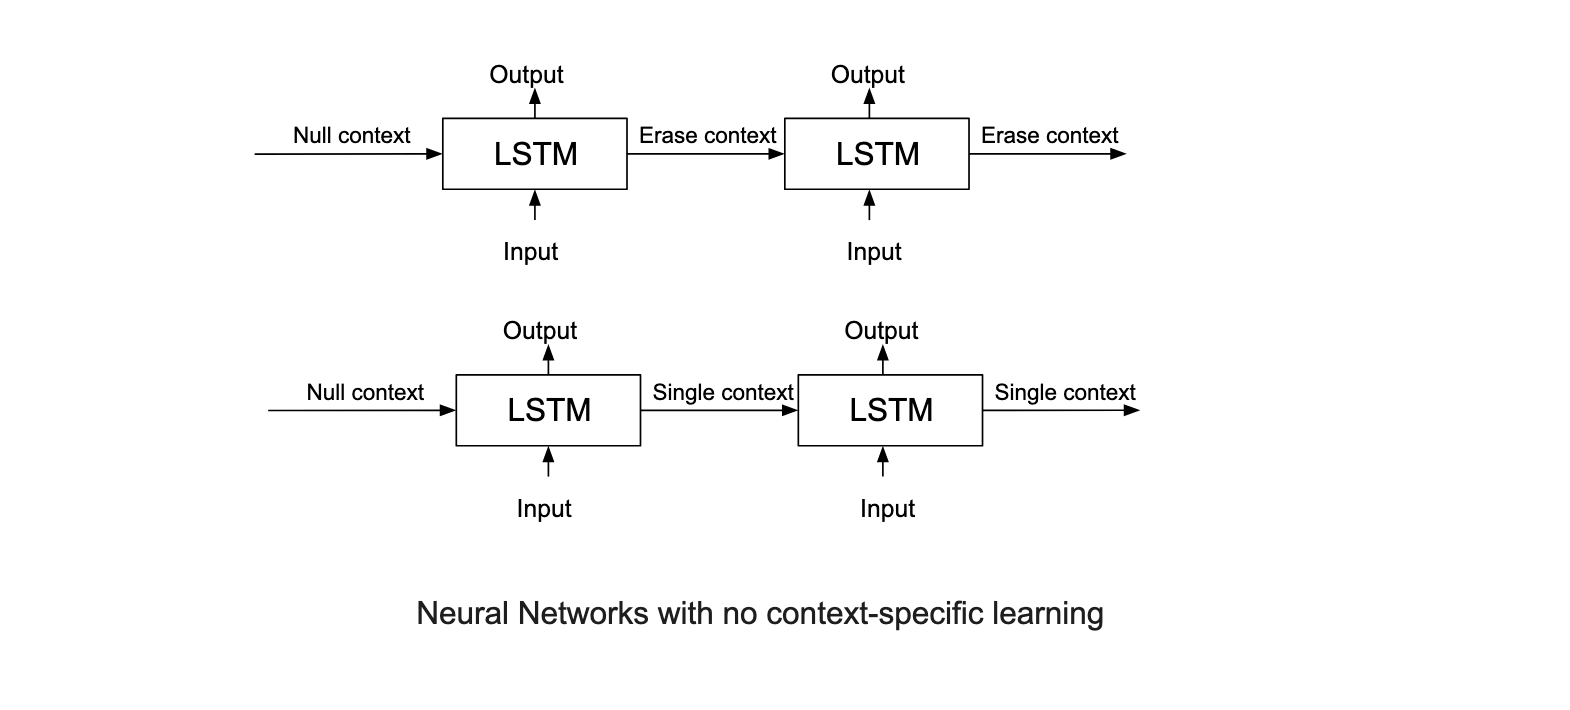 Output Output
Null context LSTM Erase context LSTM Erase context
Input Input
Output Output
Null context LSTM Single context LSTM Single context
Input Input
Neural Networks with no context-specific learning